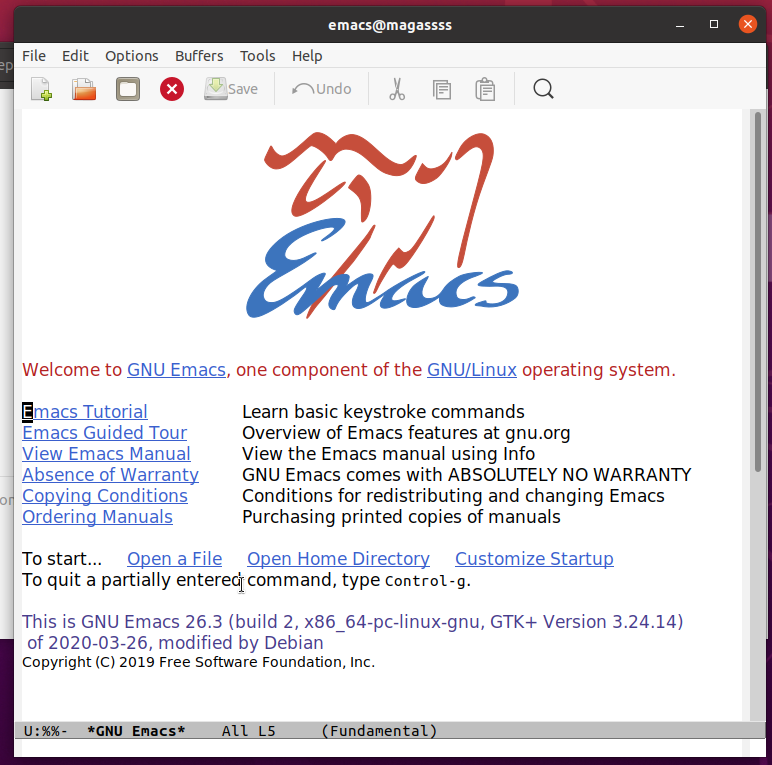 emacs@magassss
File Edit Options Buffers Tools Help
Save Undo
Emacs
Welcome to GNU Emacs, one component of the GNU/Linux operating system.
Emacs Tutorial Learn basic keystroke commands
Emacs Guided Tour Overview of Emacs features at gnu.org
View Emacs Manual View the Emacs manual using Info
Absence of Warranty GNU Emacs comes with ABSOLUTELY NO WARRANTY
Copying Conditions Conditions for redistributing and changing Emacs
Ordering Manuals Purchasing printed copies of manuals
To start... Open a File Open Home Directory Customize Startup
To quit a partially entered command, type Control-g.
This is GNU Emacs 26.3 (build 2, x86_64-pc-linux-gnu, GTK+ Version 3.24.14)
of 2020-03-26, modified by Debian
Copyright (C) 2019 Free Software Foundation, Inc.
U:%%- *GNU Emacs* All L5 (Fundamental)